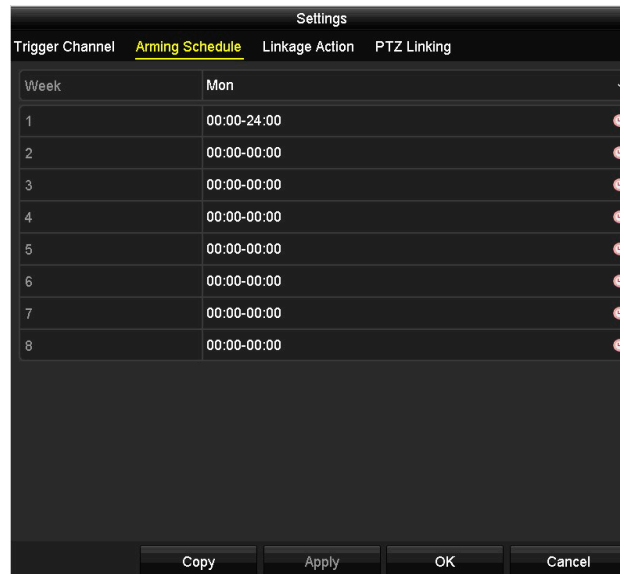 Settings
Trigger Channel Arming Schedule Linkage Action PTZ Linking
Week Mon
1 00:00-24:00
2 00:00-00:00
3 00:00-00:00
4 00:00-00:00
5 00:00-00:00
6 00:00-00:00
7 00:00-00:00
8 00:00-00:00
Copy Apply OK Cancel